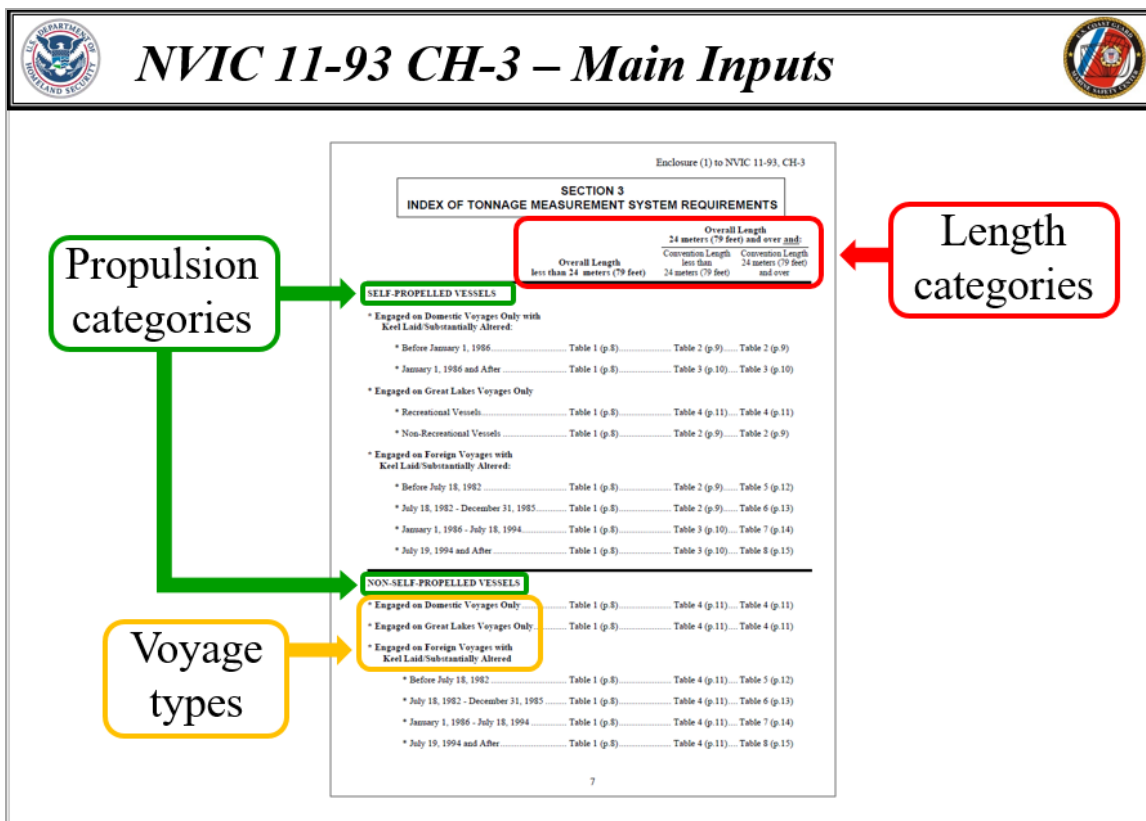 U.S. DEPARTMENT OF
HOMELAND SECURITY
NVIC 11-93 CH-3 – Main Inputs
U.S. COAST GUARD
MARINE SAFETY CENTER
Enclosure (1) to NVIC 11-93, CH-3
SECTION 3
INDEX OF TONNAGE MEASUREMENT SYSTEM REQUIREMENTS
Overall Length
24 meters (79 feet) and over and:
Convention Length Convention Length
Overall Length less than 24 meters (79 feet)
less than 24 meters (79 feet) 24 meters (79 feet) and over
Length
categories
Propulsion
categories
SELF-PROPELLED VESSELS
* Engaged on Domestic Voyages Only with
Keel Laid/Substantially Altered:
* Before January 1, 1986 Table 1 (p.8) Table 2 (p.9) Table 2 (p.9)
* January 1, 1986 and After Table 1 (p.8) Table 3 (p.10) Table 3 (p.10)
* Engaged on Great Lakes Voyages Only
* Recreational Vessels Table 1 (p.8) Table 4 (p.11) Table 4 (p.11)
* Non-Recreational Vessels Table 1 (p.8) Table 2 (p.9) Table 2 (p.9)
* Engaged on Foreign Voyages with
Keel Laid/Substantially Altered:
* Before July 18, 1982 Table 1 (p.8) Table 2 (p.9) Table 5 (p.12)
* July 18, 1982 - December 31, 1985 Table 1 (p.8) Table 2 (p.9) Table 6 (p.13)
* January 1, 1986 - July 18, 1994 Table 1 (p.8) Table 3 (p.10) Table 7 (p.14)
* July 19, 1994 and After Table 1 (p.8) Table 3 (p.10) Table 8 (p.15)
NON-SELF-PROPELLED VESSELS
* Engaged on Domestic Voyages Only Table 1 (p.8) Table 4 (p.11) Table 4 (p.11)
* Engaged on Great Lakes Voyages Only Table 1 (p.8) Table 4 (p.11) Table 4 (p.11)
* Engaged on Foreign Voyages with
Keel Laid/Substantially Altered
Voyage
types
* Before July 18, 1982 Table 1 (p.8) Table 4 (p.11) Table 5 (p.12)
* July 18, 1982 - December 31, 1985 Table 1 (p.8) Table 4 (p.11) Table 6 (p.13)
* January 1, 1986 - July 18, 1994 Table 1 (p.8) Table 4 (p.11) Table 7 (p.14)
* July 19, 1994 and After Table 1 (p.8) Table 4 (p.11) Table 8 (p.15)
7